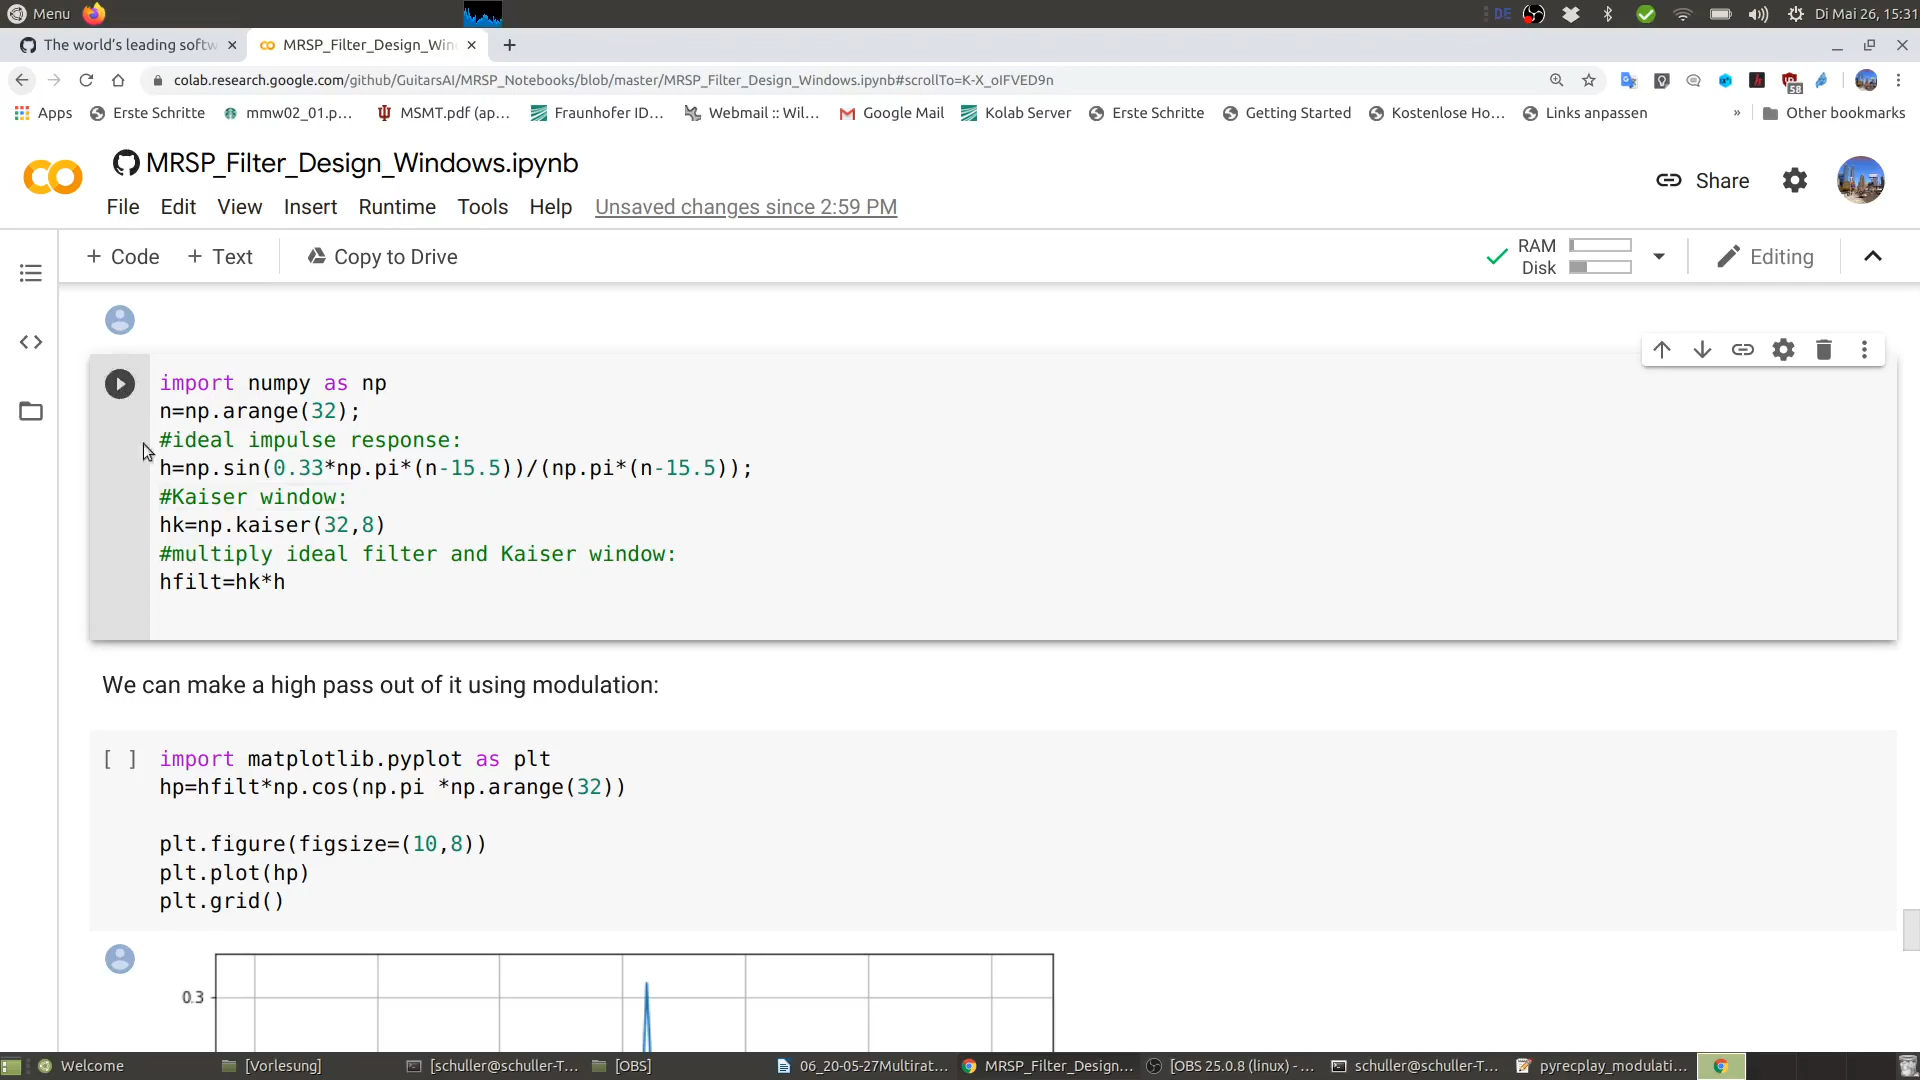 Menu
DE
Di Mai 26, 15:31
The world's leading softw
MRSP_Filter_Design_Win
colab.research.google.com/github/GuitarsAI/MRSP_Notebooks/blob/master/MRSP_Filter_Design_Windows.ipynb#scrollTo=K-X_oIFVED9n
58
Apps
Erste Schritte
mmw02_01.p...
MSMT.pdf (ap...
Fraunhofer ID...
Webmail :: Wil...
Google Mail
Kolab Server
Erste Schritte
Getting Started
Kostenlose Ho...
Links anpassen
»
Other bookmarks
MRSP_Filter_Design_Windows.ipynb
Share
File Edit View Insert Runtime Tools Help Unsaved changes since 2:59 PM
+ Code + Text Copy to Drive
RAM
Disk
Editing
import numpy as np
n=np.arange(32);
#ideal impulse response:
h=np.sin(0.33*np.pi*(n-15.5))/(np.pi*(n-15.5));
#Kaiser window:
hk=np.kaiser(32,8)
#multiply ideal filter and Kaiser window:
hfilt=hk*h
We can make a high pass out of it using modulation:
[ ] import matplotlib.pyplot as plt
hp=hfilt*np.cos(np.pi *np.arange(32))
plt.figure(figsize=(10,8))
plt.plot(hp)
plt.grid()
0.3
Welcome
[Vorlesung]
[schuller@schuller-T...
[OBS]
06_20-05-27Multirat...
MRSP_Filter_Design...
[OBS 25.0.8 (linux) -...
schuller@schuller-T...
pyrecplay_modulati...